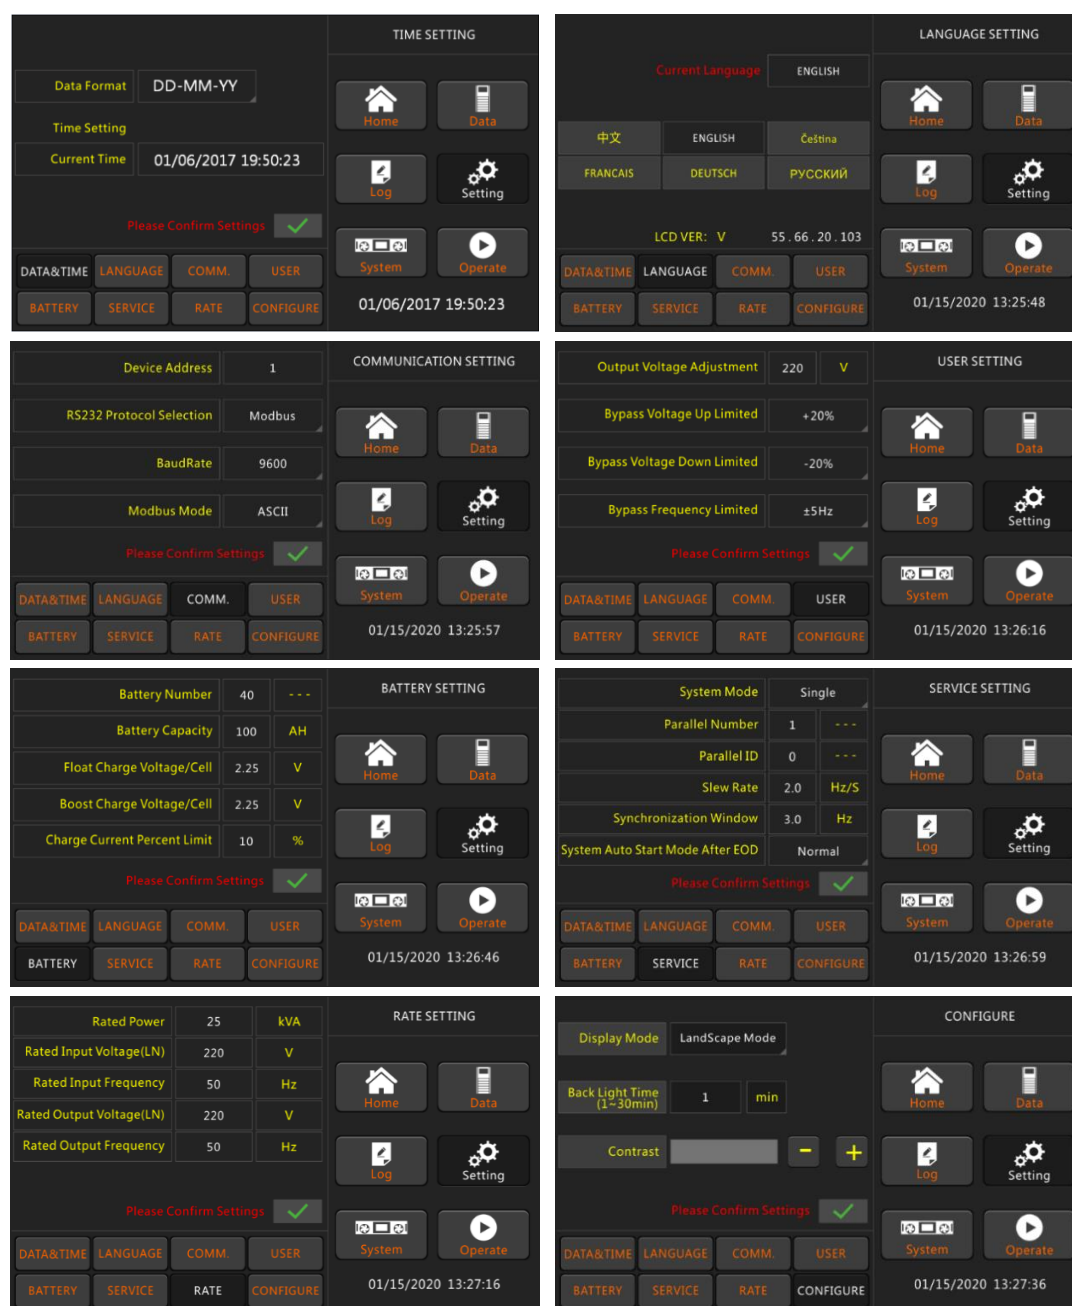 TIME SETTING
Data Format DD-MM-YY
Home Data
Time Setting
Current Time 01/06/2017 19:50:23
Log Setting
Please Confirm Settings
System Operate
DATA&TIME LANGUAGE COMM. USER
BATTERY SERVICE RATE CONFIGURE
01/06/2017 19:50:23
LANGUAGE SETTING
Current Language ENGLISH
Home Data
中文 ENGLISH Čeština
FRANCAIS DEUTSCH РУССКИЙ
Log Setting
LCD VER: V 55.66.20.103
System Operate
DATA&TIME LANGUAGE COMM. USER
BATTERY SERVICE RATE CONFIGURE
01/15/2020 13:25:48
COMMUNICATION SETTING
Device Address 1
RS232 Protocol Selection Modbus
Home Data
BaudRate 9600
Modbus Mode ASCII
Log Setting
Please Confirm Settings
System Operate
DATA&TIME LANGUAGE COMM. USER
BATTERY SERVICE RATE CONFIGURE
01/15/2020 13:25:57
USER SETTING
Output Voltage Adjustment 220 V
Bypass Voltage Up Limited +20%
Home Data
Bypass Voltage Down Limited -20%
Bypass Frequency Limited ±5Hz
Log Setting
Please Confirm Settings
System Operate
DATA&TIME LANGUAGE COMM. USER
BATTERY SERVICE RATE CONFIGURE
01/15/2020 13:26:16
BATTERY SETTING
Battery Number 40 ---
Battery Capacity 100 AH
Float Charge Voltage/Cell 2.25 V
Home Data
Boost Charge Voltage/Cell 2.25 V
Charge Current Percent Limit 10 %
Log Setting
Please Confirm Settings
System Operate
DATA&TIME LANGUAGE COMM. USER
BATTERY SERVICE RATE CONFIGURE
01/15/2020 13:26:46
SERVICE SETTING
System Mode Single
Parallel Number 1 ---
Parallel ID 0 ---
Home Data
Slew Rate 2.0 Hz/S
Synchronization Window 3.0 Hz
System Auto Start Mode After EOD Normal
Log Setting
Please Confirm Settings
System Operate
DATA&TIME LANGUAGE COMM. USER
BATTERY SERVICE RATE CONFIGURE
01/15/2020 13:26:59
RATE SETTING
Rated Power 25 kVA
Rated Input Voltage(LN) 220 V
Rated Input Frequency 50 Hz
Home Data
Rated Output Voltage(LN) 220 V
Rated Output Frequency 50 Hz
Log Setting
Please Confirm Settings
System Operate
DATA&TIME LANGUAGE COMM. USER
BATTERY SERVICE RATE CONFIGURE
01/15/2020 13:27:16
CONFIGURE
Display Mode LandScape Mode
Back Light Time
(1~30min) 1 min
Home Data
Contrast - +
Log Setting
Please Confirm Settings
System Operate
DATA&TIME LANGUAGE COMM. USER
BATTERY SERVICE RATE CONFIGURE
01/15/2020 13:27:36